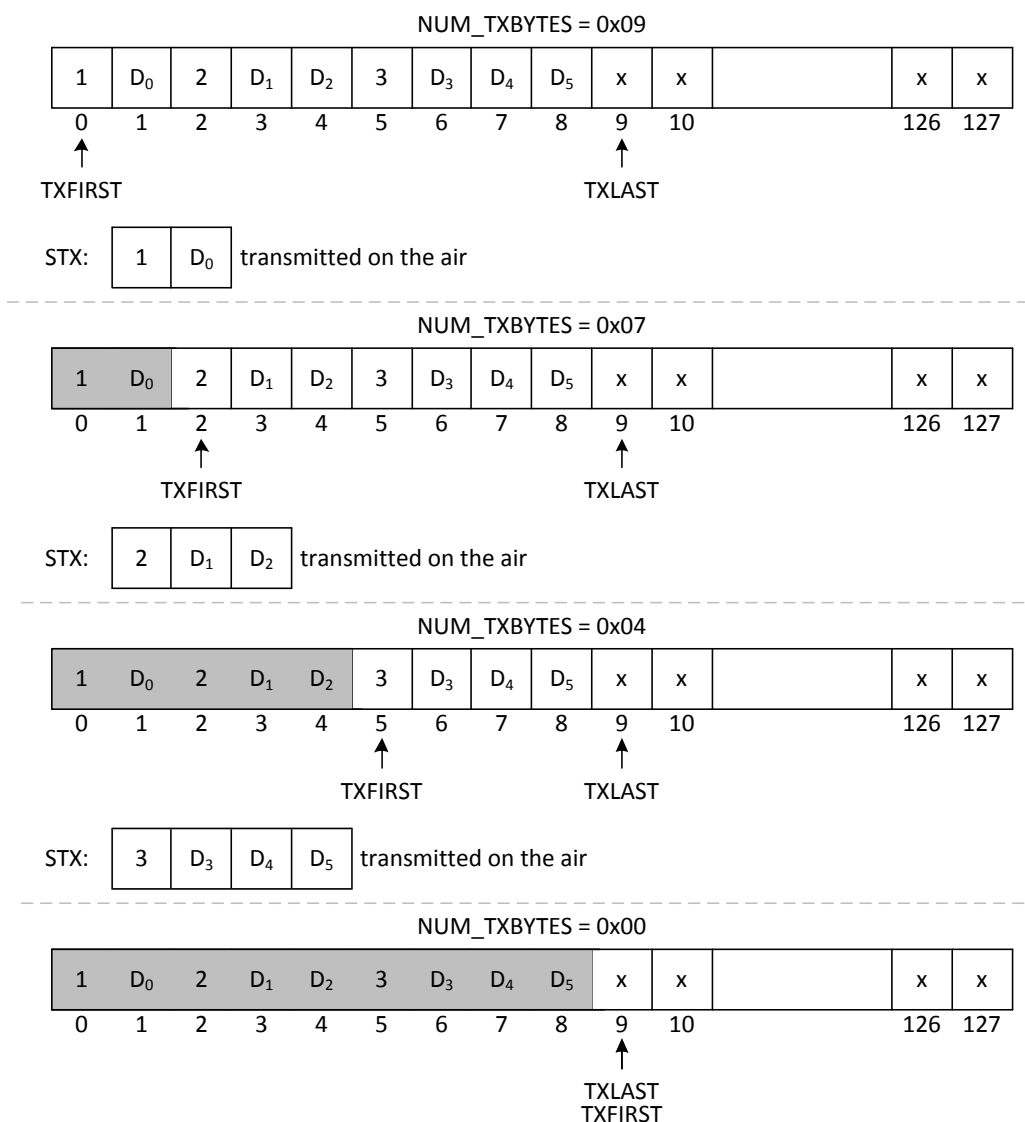 NUM_TXBYTES = 0x09
1 D₀ 2 D₁ D₂ 3 D₃ D₄ D₅ x x x x
0 1 2 3 4 5 6 7 8 9 10 126 127
TXFIRST TXLAST
STX: 1 D₀ transmitted on the air
NUM_TXBYTES = 0x07
1 D₀ 2 D₁ D₂ 3 D₃ D₄ D₅ x x x x
0 1 2 3 4 5 6 7 8 9 10 126 127
TXFIRST TXLAST
STX: 2 D₁ D₂ transmitted on the air
NUM_TXBYTES = 0x04
1 D₀ 2 D₁ D₂ 3 D₃ D₄ D₅ x x x x
0 1 2 3 4 5 6 7 8 9 10 126 127
TXFIRST TXLAST
STX: 3 D₃ D₄ D₅ transmitted on the air
NUM_TXBYTES = 0x00
1 D₀ 2 D₁ D₂ 3 D₃ D₄ D₅ x x x x
0 1 2 3 4 5 6 7 8 9 10 126 127
TXLAST
TXFIRST